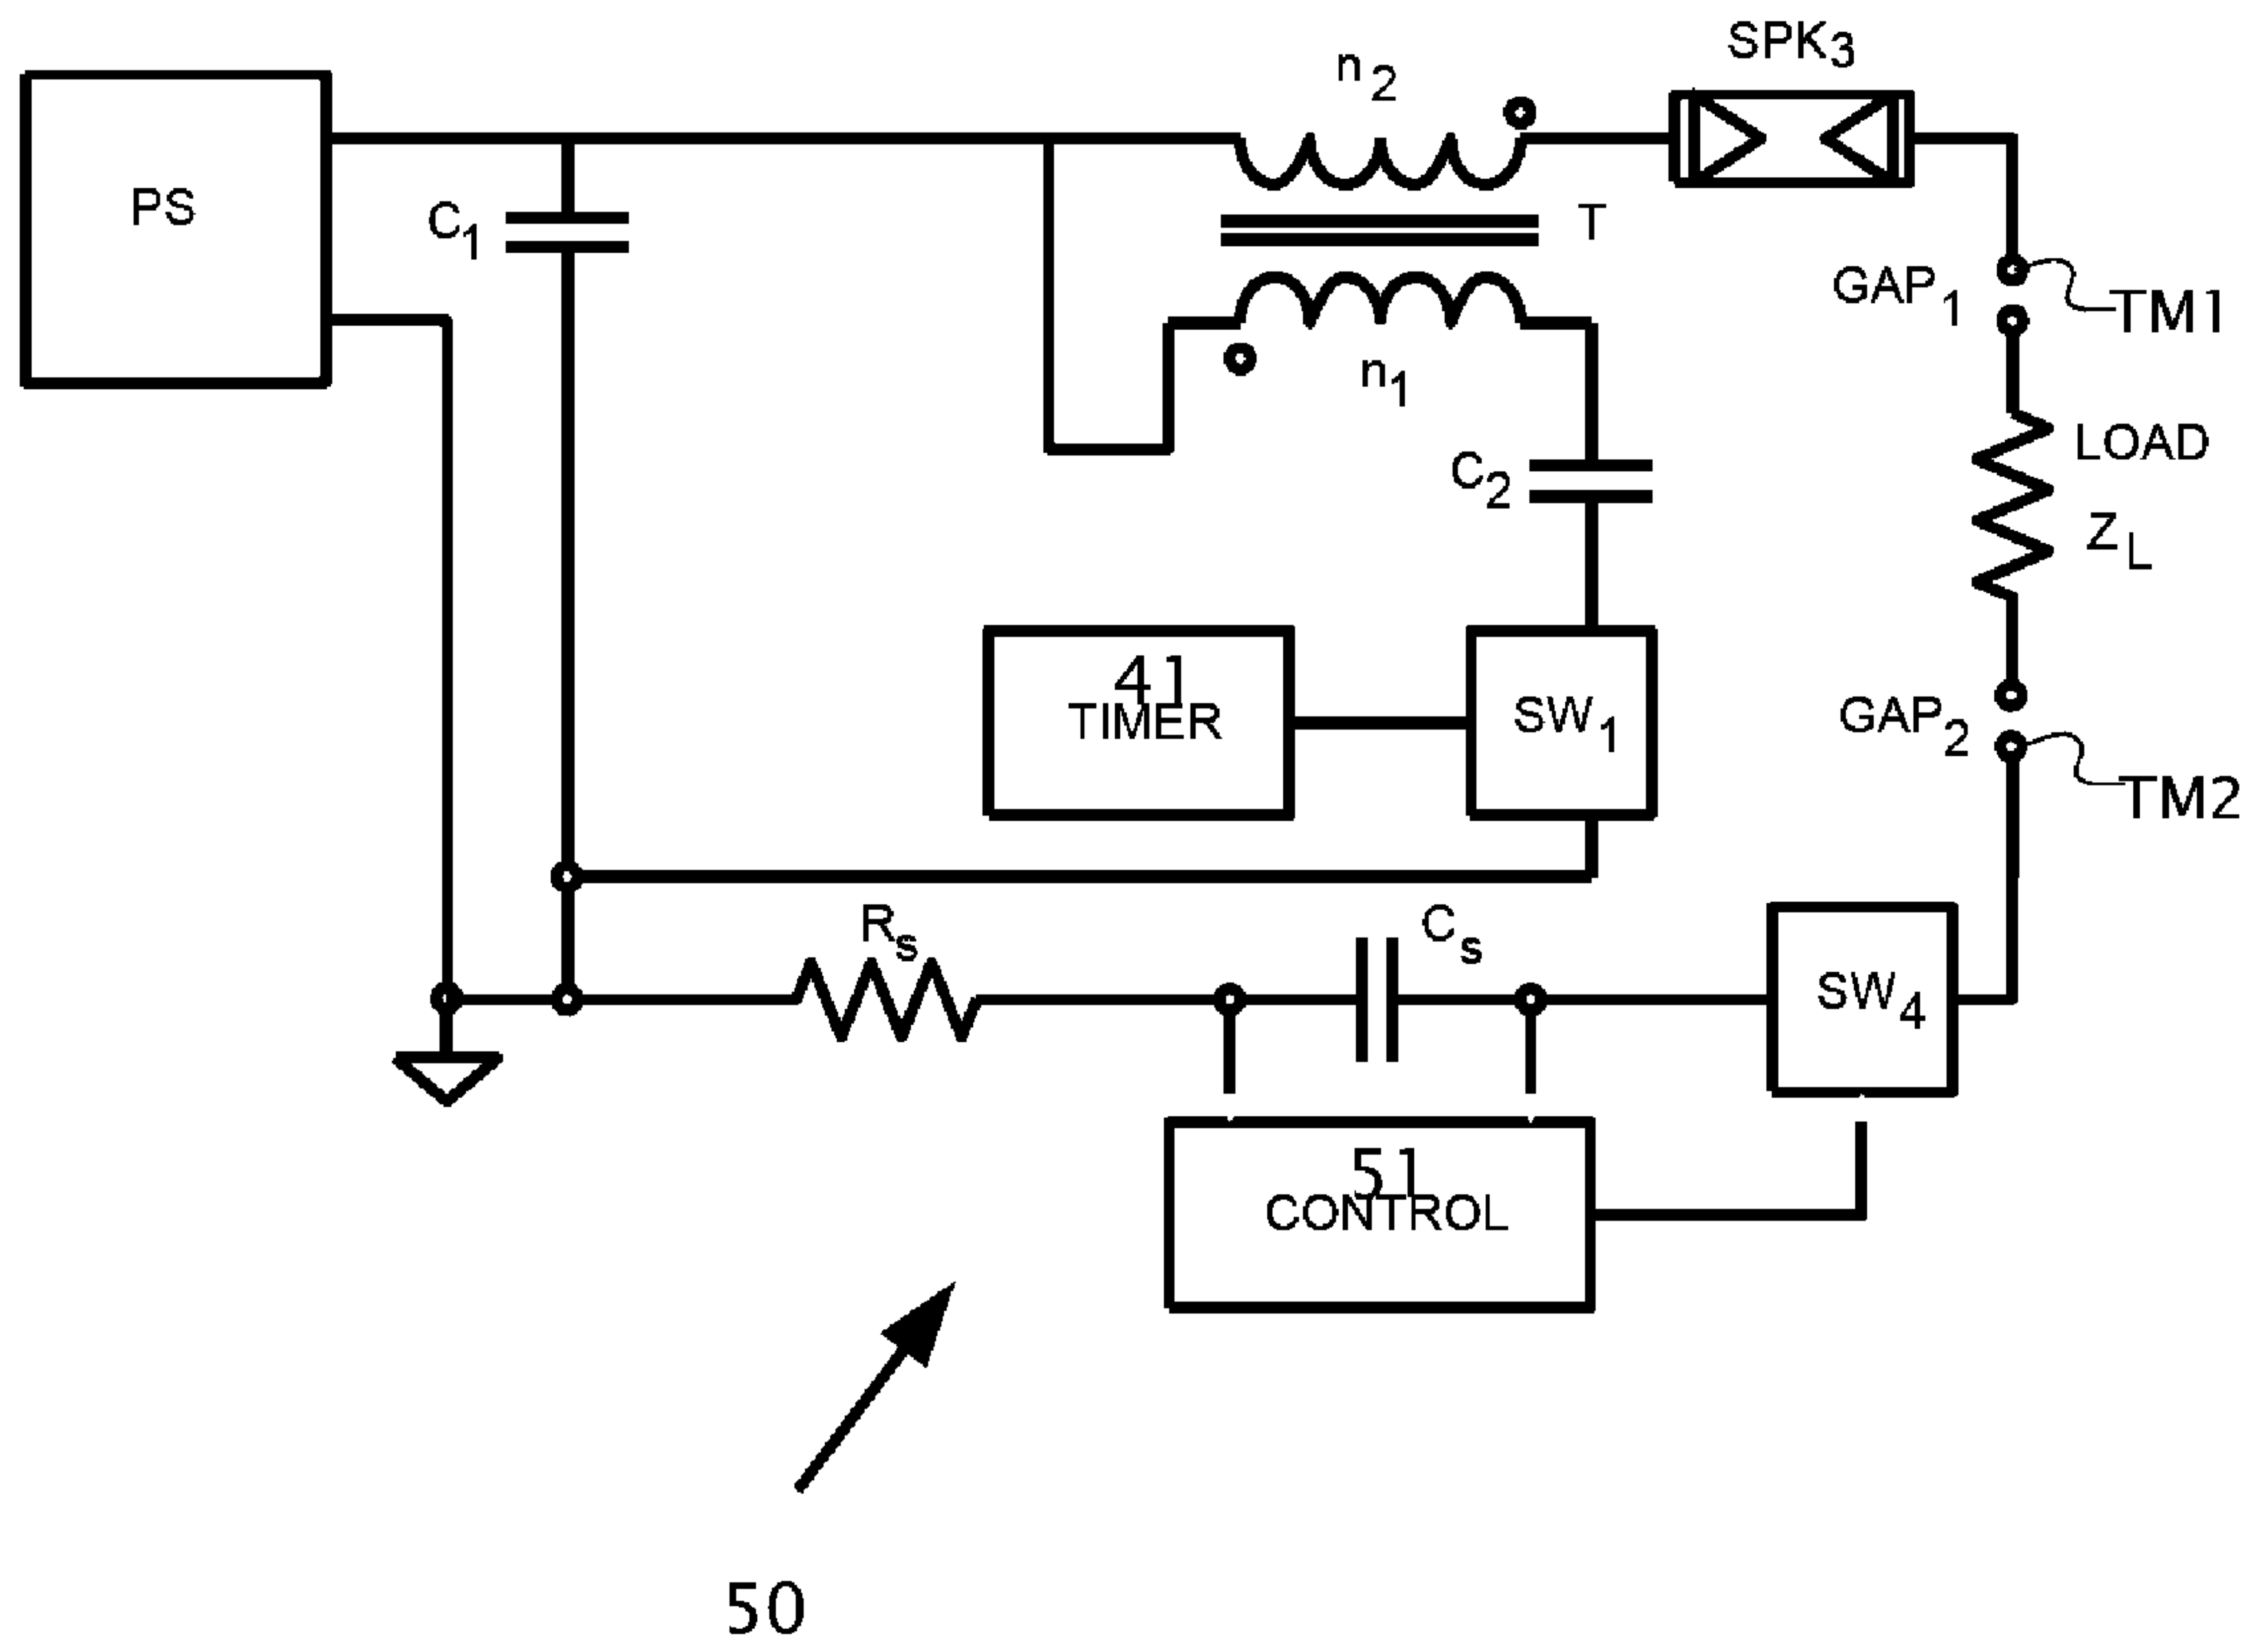 SPK3
n2
PS
C1
T
GAP1
TM1
n1
LOAD
C2
ZL
41
TIMER
SW1
GAP2
TM2
Rs
Cs
SW4
51
CONTROL
50